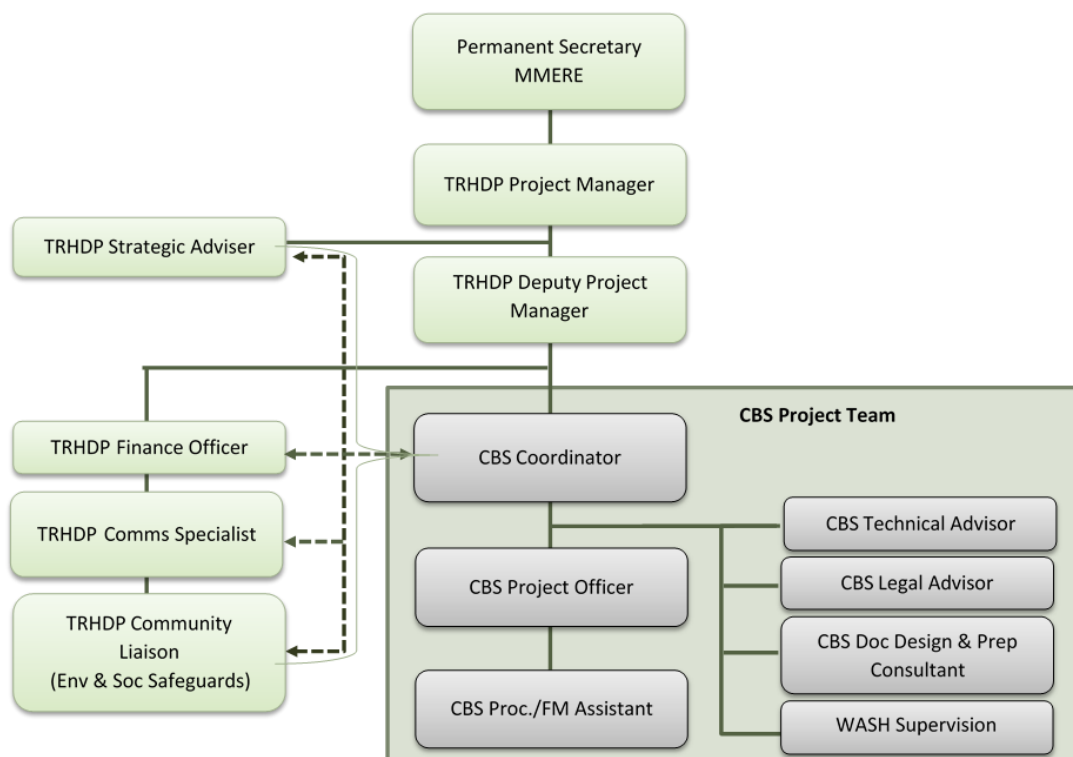 Permanent Secretary
MMERE
TRHDP Project Manager
TRHDP Strategic Adviser
TRHDP Deputy Project
Manager
CBS Project Team
TRHDP Finance Officer
CBS Coordinator
TRHDP Comms Specialist
CBS Technical Advisor
CBS Project Officer
CBS Legal Advisor
TRHDP Community
Liaison
(Env & Soc Safeguards)
CBS Doc Design & Prep
Consultant
CBS Proc./FM Assistant
WASH Supervision